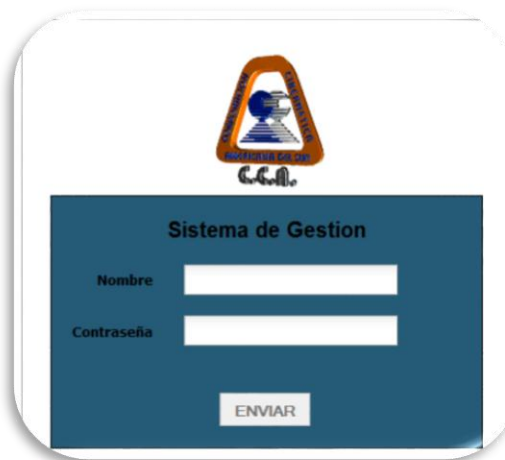 C.C.A.
Sistema de Gestion
Nombre
Contraseña
ENVIAR